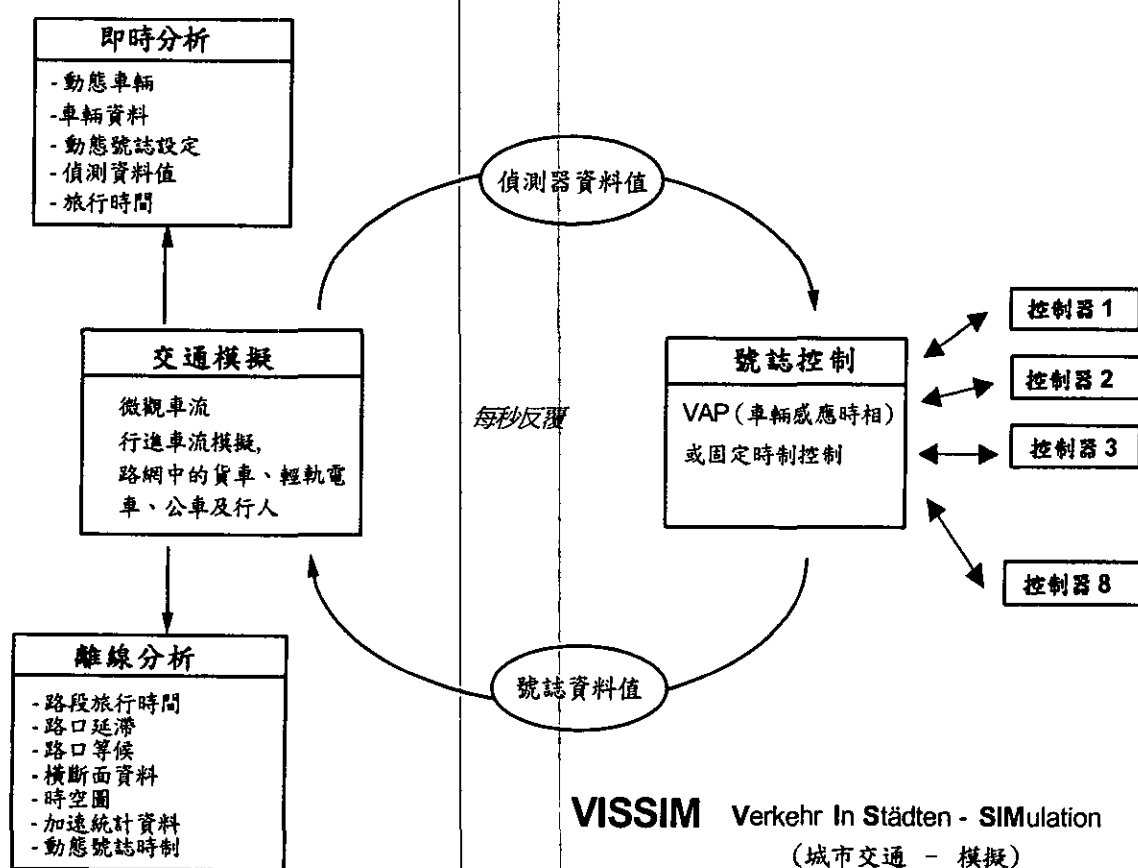 即時分析
-動態車輛
-車輛資料
-動態號誌設定
-偵測資料值
-旅行時間
偵測器資料值
交通模擬
微觀車流
行進車流模擬,
路網中的貨車、輕軌電
車、公車及行人
每秒反覆
號誌控制
VAP(車輛感應時相)
或固定時制控制
控制器 1
控制器 2
控制器 3
控制器 8
離線分析
-路段旅行時間
-路口延滯
-路口等候
-橫斷面資料
-時空圖
-加速統計資料
-動態號誌時制
號誌資料值
VISSIM Verkehr In Städten - SIMulation
(城市交通 - 模擬)